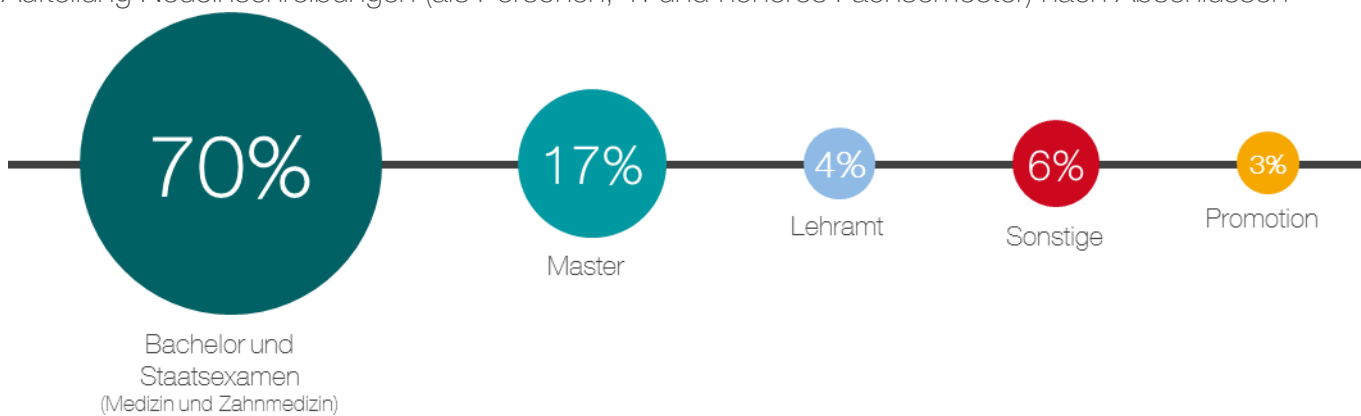 70%
17%
4%
6%
3%
Bachelor und
Staatsexamen
(Medizin und Zahnmedizin)
Master
Lehramt
Sonstige
Promotion